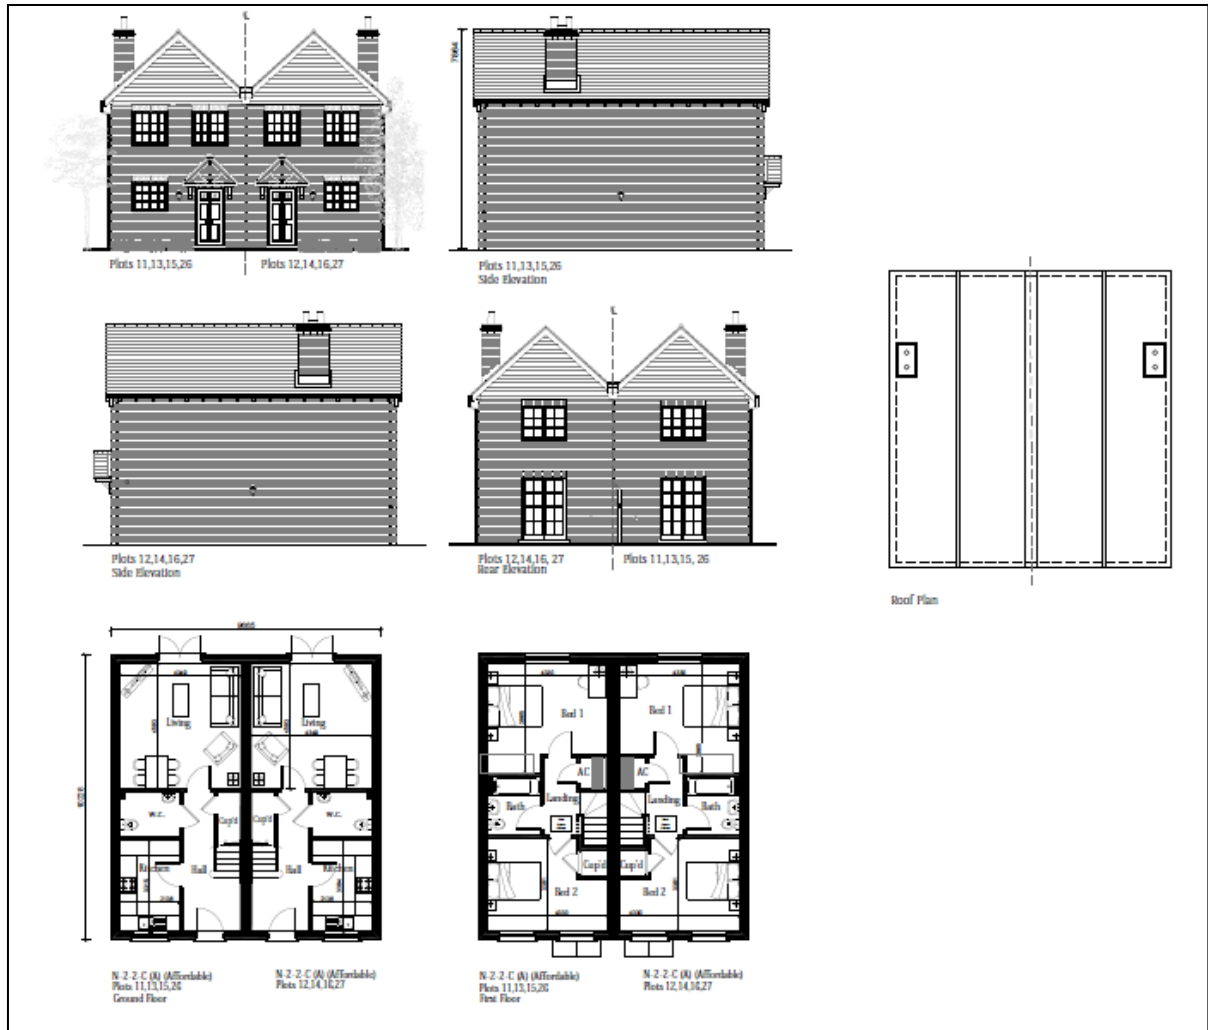 ℄
7864
Plots 11,13,15,26
Plots 12,14,16,27
Plots 11,13,15,26
Side Elevation
℄
Plots 12,14,16,27
Side Elevation
Plots 12,14,16, 27
Rear Elevation
Plots 11,13,15, 26
Roof Plan
Living
Living
W.C.
Cup'd
Cup'd
W.C.
Kitchen
Hall
Hall
Kitchen
Bed 1
Bed 1
AC
AC
Bath
Landing
Landing
Bath
Cup'd
Cup'd
Bed 2
Bed 2
N-2-2-C (A) (Affordable)
Plots 11,13,15,26
Ground Floor
N-2-2-C (A) (Affordable)
Plots 12,14,16,27
N-2-2-C (A) (Affordable)
Plots 11,13,15,26
First Floor
N-2-2-C (A) (Affordable)
Plots 12,14,16,27